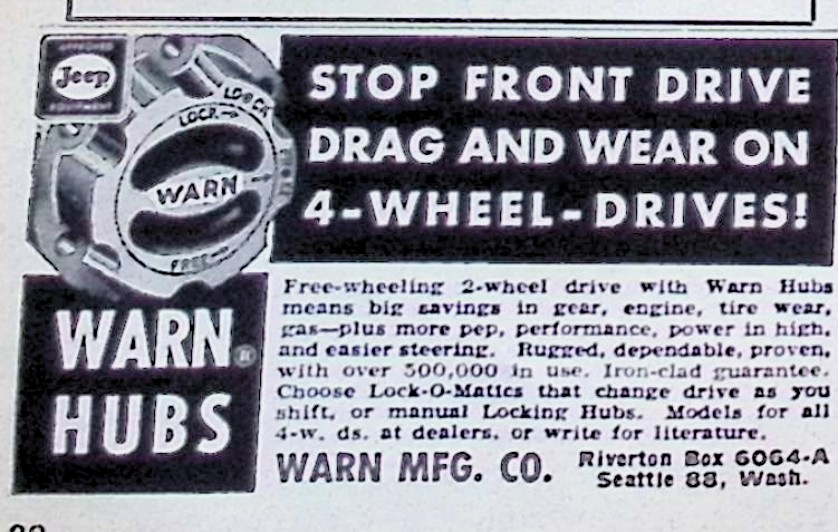 APPROVED
Jeep
EQUIPMENT
LOCK
LOCK
WARN
FREE
STOP FRONT DRIVE
DRAG AND WEAR ON
4-WHEEL-DRIVES!
WARN®
HUBS
Free-wheeling 2-wheel drive with Warn Hubs
means big savings in gear, engine, tire wear,
gas—plus more pep, performance, power in high,
and easier steering. Rugged, dependable, proven,
with over 500,000 in use. Iron-clad guarantee.
Choose Lock-O-Matics that change drive as you
shift, or manual Locking Hubs. Models for all
4-w. ds. at dealers, or write for literature.
WARN MFG. CO.
Riverton Box 6064-A
Seattle 88, Wash.